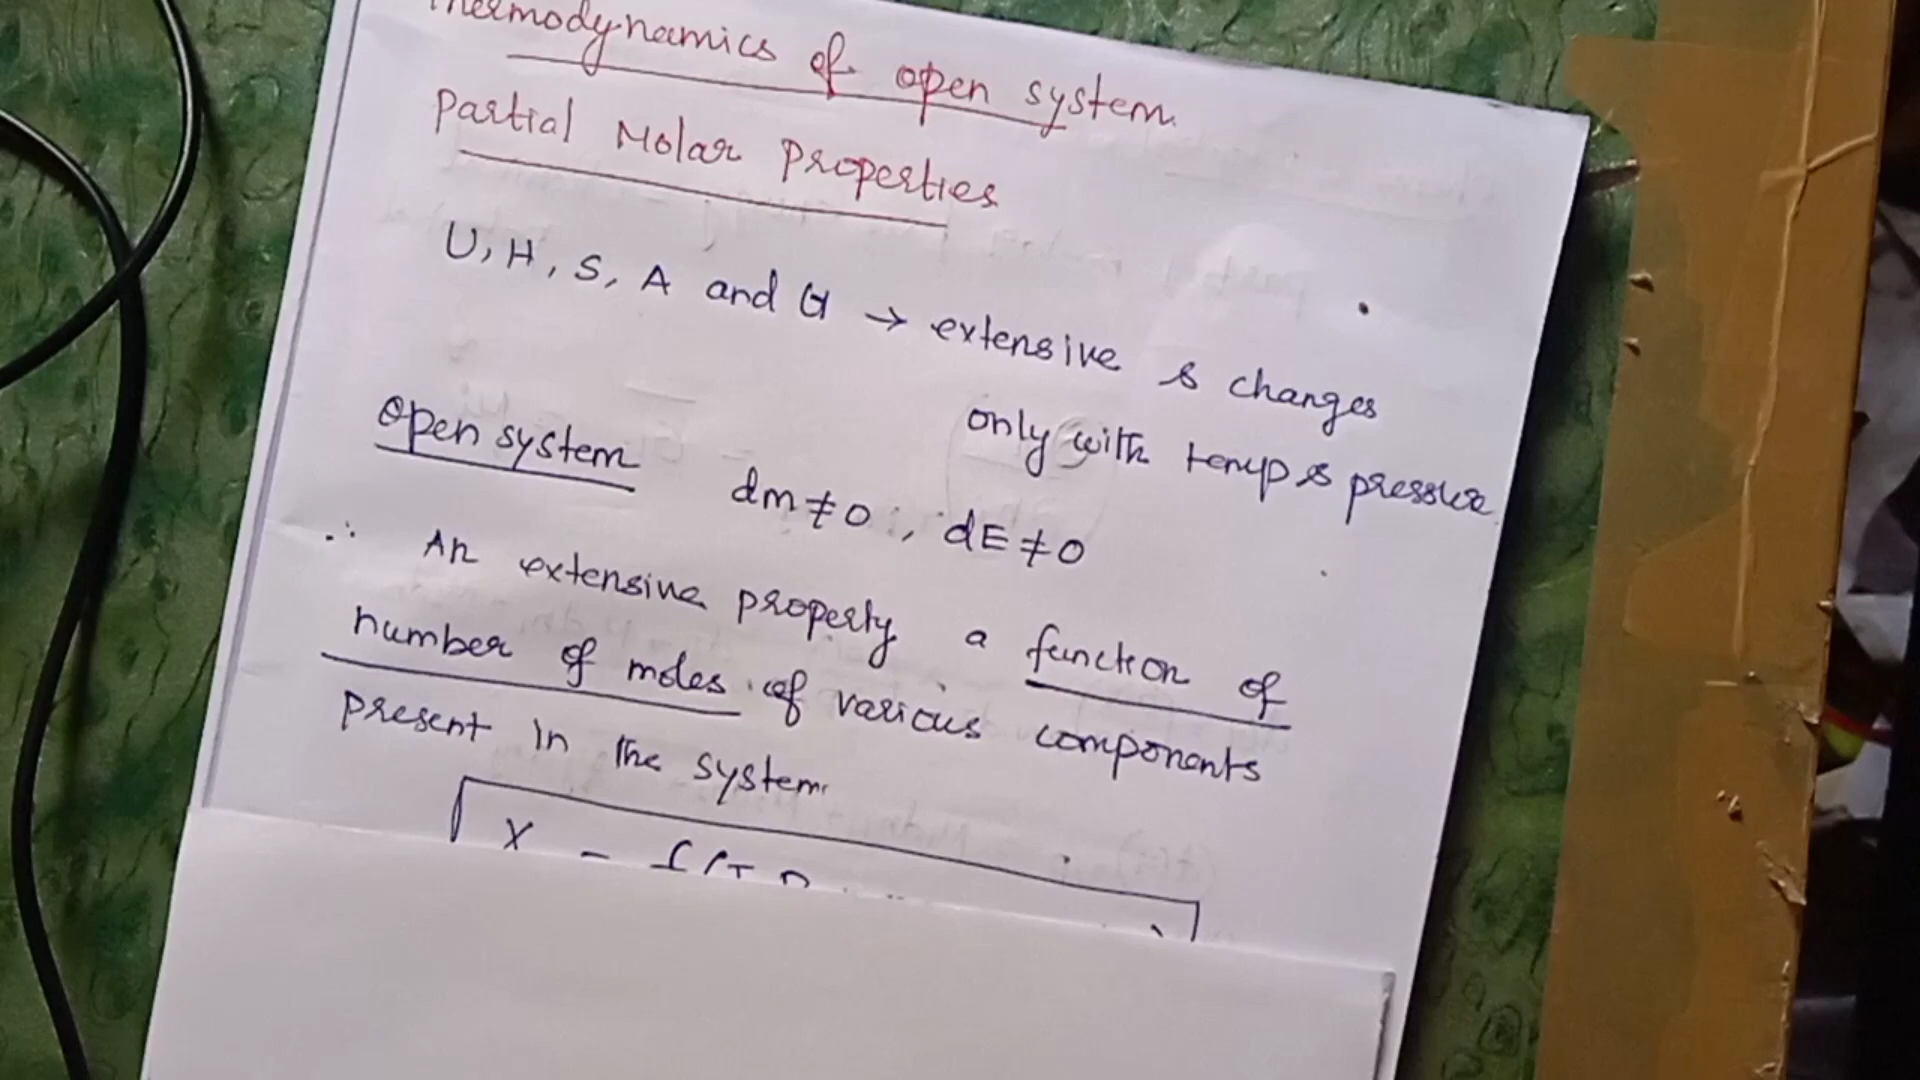 Thermodynamics of open system.
Partial Molar Properties
U, H, S, A and G → extensive & changes
only with temp & pressure.
open system dm ≠ 0, dE ≠ 0
∴ An extensive property a function of
number of moles of various components
present in the system.
X = f(T, P